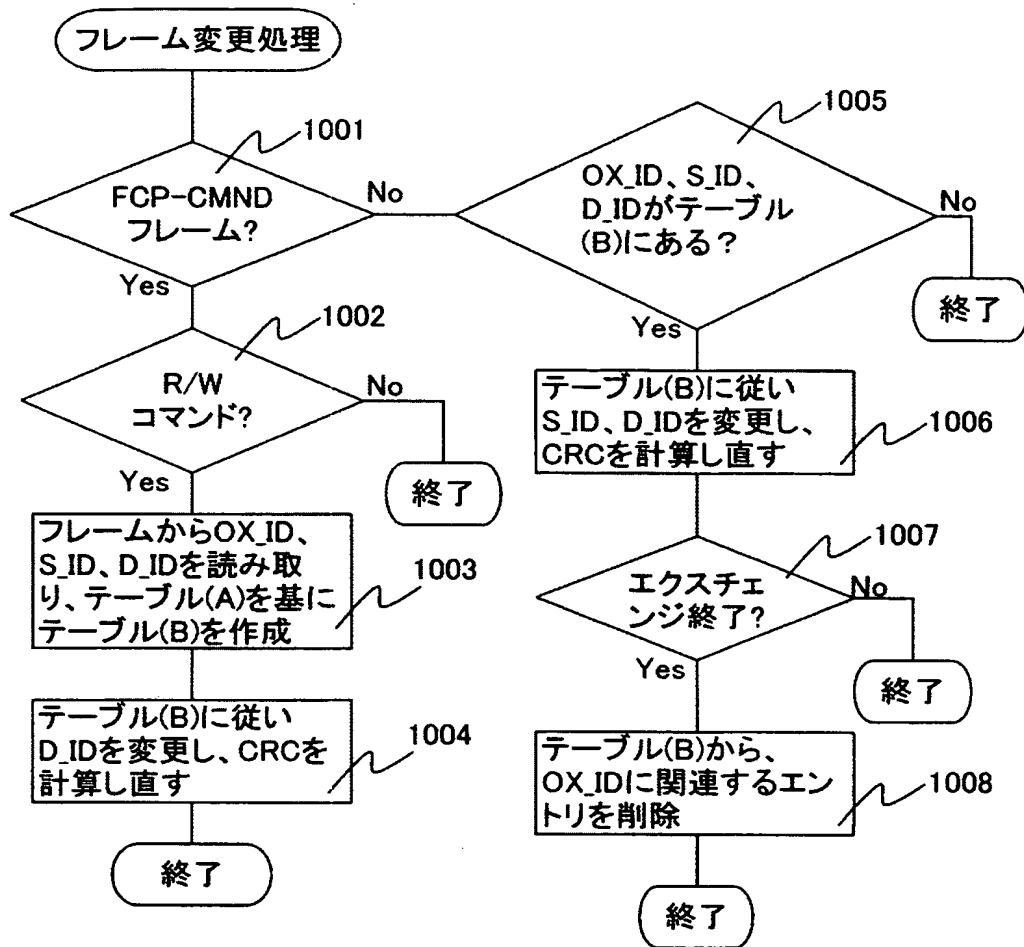 フレーム変更処理
1001
FCP-CMND
フレーム?
No
Yes
1002
R/W
コマンド?
No
終了
Yes
フレームからOX_ID、
S_ID、D_IDを読み取
り、テーブル(A)を基に
テーブル(B)を作成
1003
テーブル(B)に従い
D_IDを変更し、CRCを
計算し直す
1004
終了
1005
OX_ID、S_ID、
D_IDがテーブル
(B)にある？
No
終了
Yes
テーブル(B)に従い
S_ID、D_IDを変更し、
CRCを計算し直す
1006
1007
エクスチェ
ンジ終了?
No
終了
Yes
テーブル(B)から、
OX_IDに関連するエン
トリを削除
1008
終了